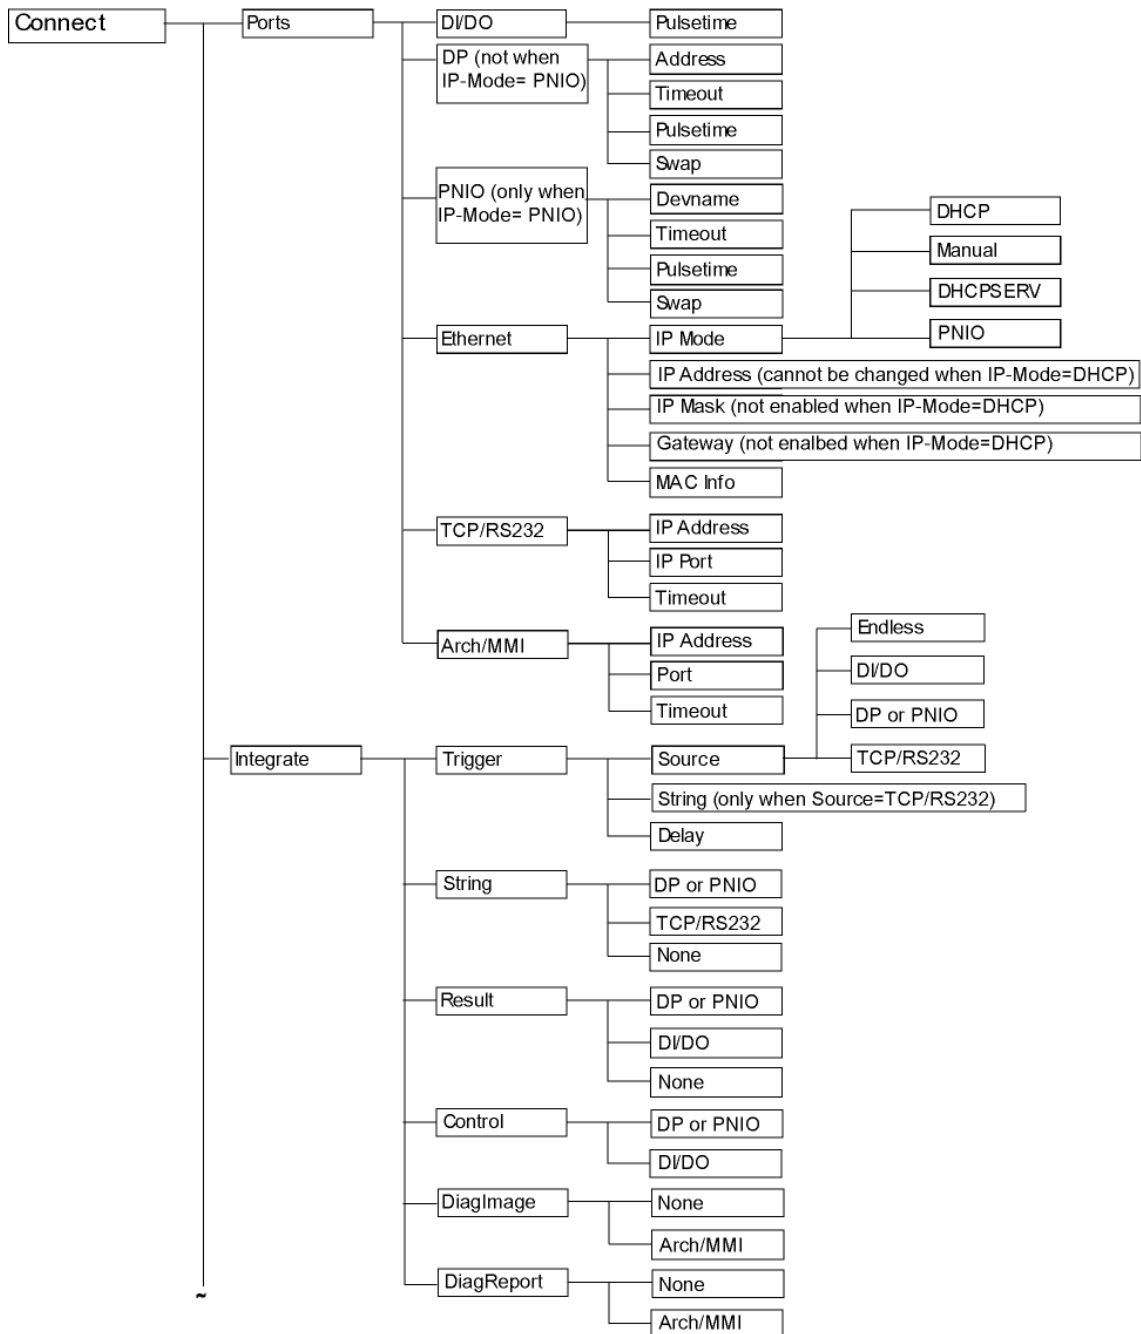 Connect
Ports
DI/DO
Pulsetime
DP (not when
IP-Mode= PNIO)
Address
Timeout
Pulsetime
Swap
PNIO (only when
IP-Mode= PNIO)
Devname
Timeout
Pulsetime
Swap
Ethernet
IP Mode
DHCP
Manual
DHCPSERV
PNIO
IP Address (cannot be changed when IP-Mode=DHCP)
IP Mask (not enabled when IP-Mode=DHCP)
Gateway (not enalbed when IP-Mode=DHCP)
MAC Info
TCP/RS232
IP Address
IP Port
Timeout
Arch/MMI
IP Address
Port
Timeout
Integrate
Trigger
Source
Endless
DI/DO
DP or PNIO
TCP/RS232
String (only when Source=TCP/RS232)
Delay
String
DP or PNIO
TCP/RS232
None
Result
DP or PNIO
DI/DO
None
Control
DP or PNIO
DI/DO
DiagImage
None
Arch/MMI
DiagReport
None
Arch/MMI
~